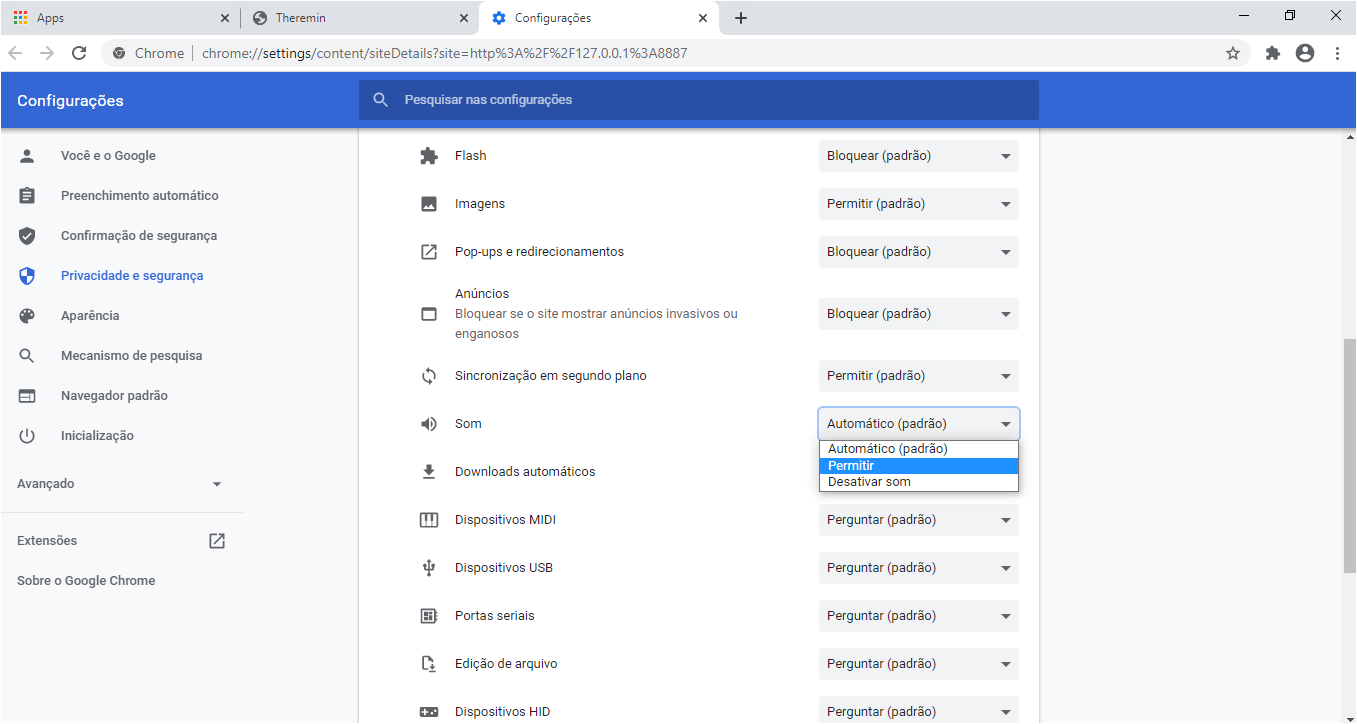 Apps
Theremin
Configurações
Chrome
chrome://settings/content/siteDetails?site=http%3A%2F%2F127.0.0.1%3A8887
Configurações
Pesquisar nas configurações
Você e o Google
Preenchimento automático
Confirmação de segurança
Privacidade e segurança
Aparência
Mecanismo de pesquisa
Navegador padrão
Inicialização
Avançado
Extensões
Sobre o Google Chrome
Flash
Bloquear (padrão)
Imagens
Permitir (padrão)
Pop-ups e redirecionamentos
Bloquear (padrão)
Anúncios
Bloquear se o site mostrar anúncios invasivos ou
enganosos
Bloquear (padrão)
Sincronização em segundo plano
Permitir (padrão)
Som
Automático (padrão)
Automático (padrão)
Permitir
Desativar som
Downloads automáticos
Dispositivos MIDI
Perguntar (padrão)
Dispositivos USB
Perguntar (padrão)
Portas seriais
Perguntar (padrão)
Edição de arquivo
Perguntar (padrão)
Dispositivos HID
Perguntar (padrão)